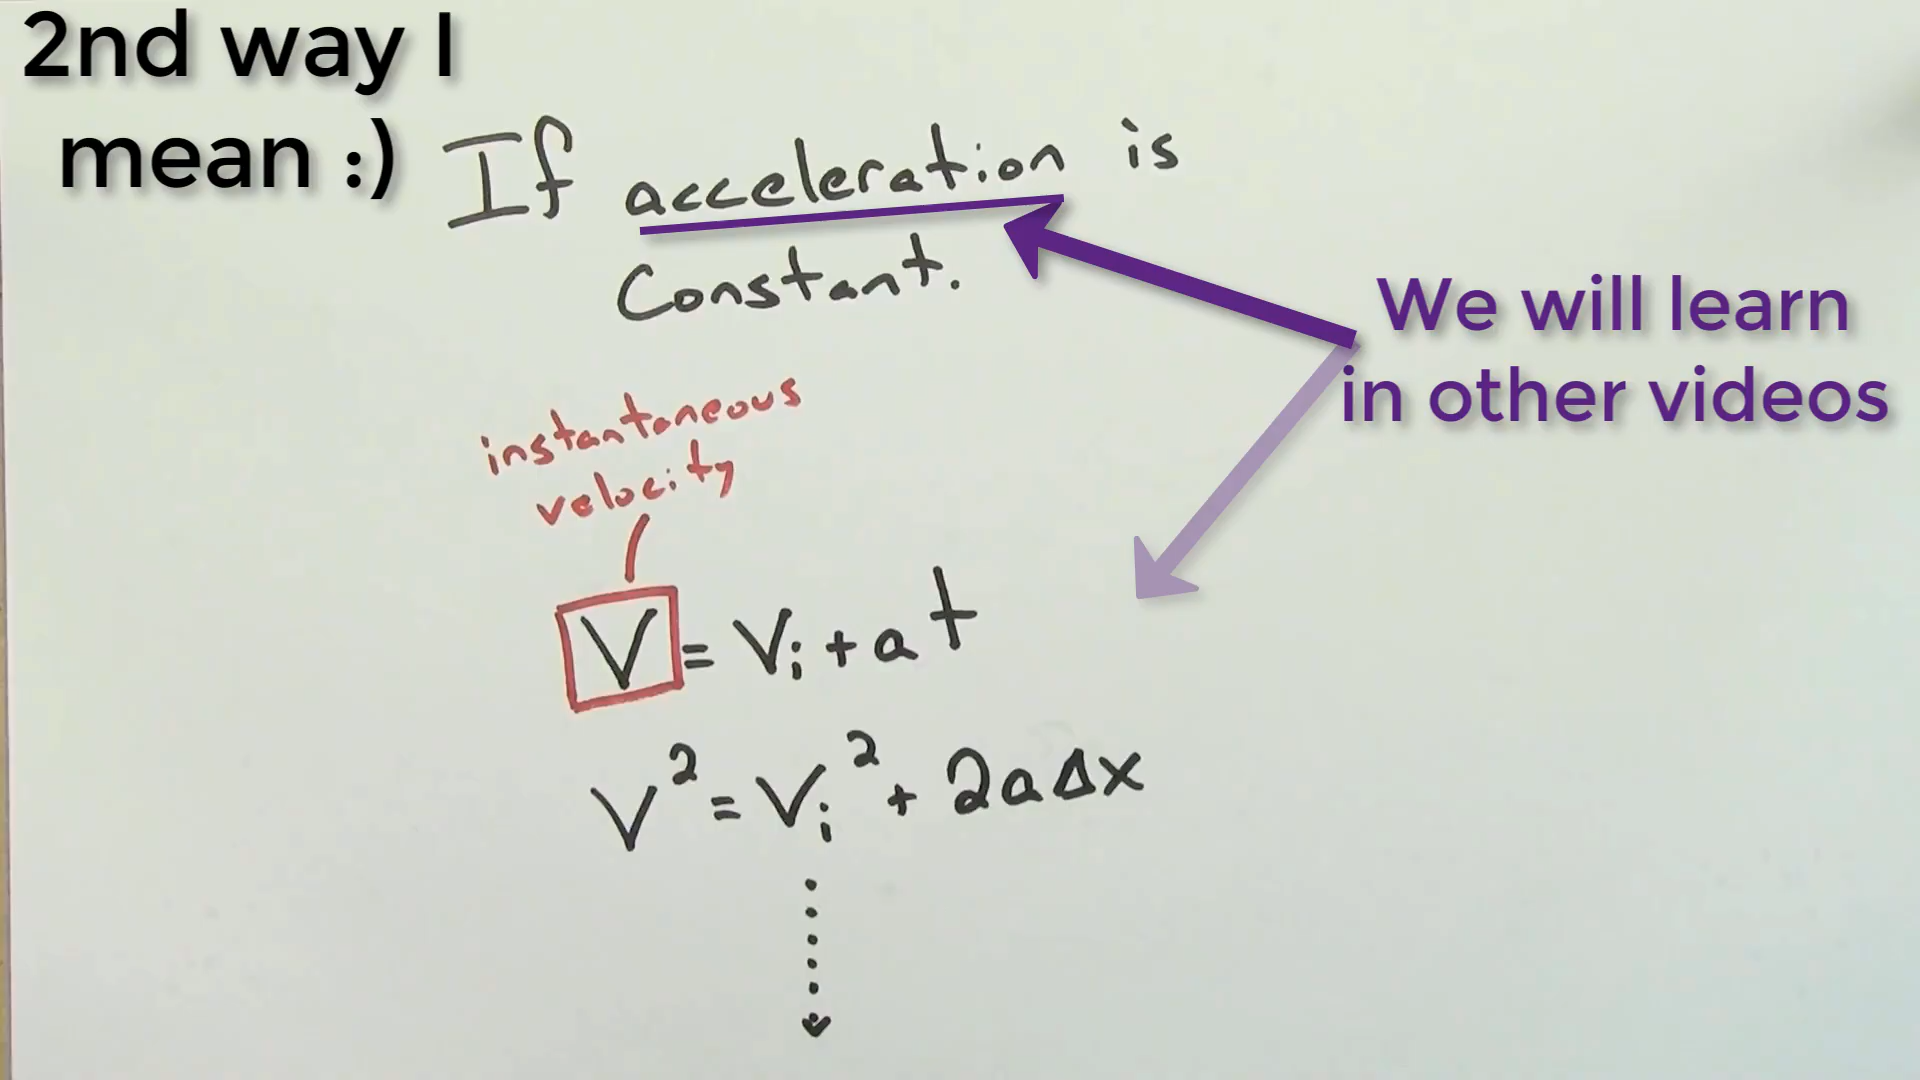 2nd way I
mean :)
If acceleration is
Constant.
We will learn
in other videos
instantaneous
velocity
V = Vi + at
V² = Vi² + 2aΔx